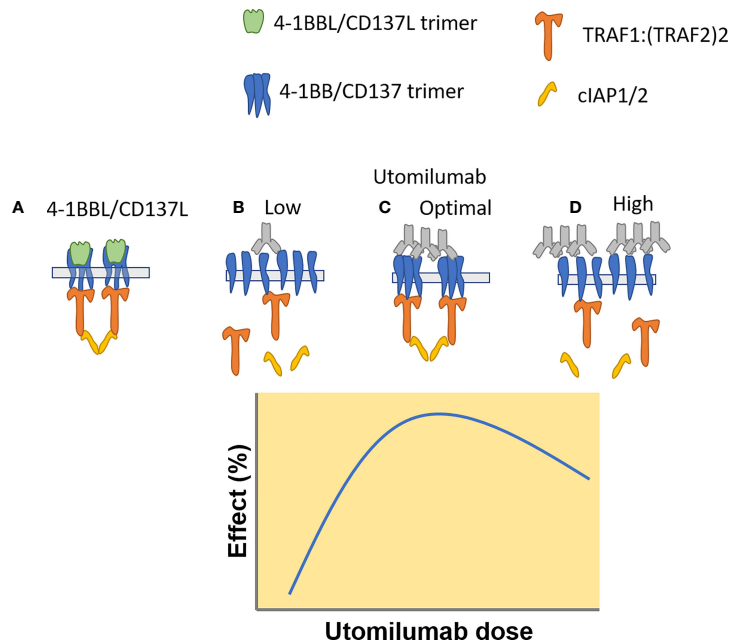 4-1BBL/CD137L trimer
TRAF1:(TRAF2)2
4-1BB/CD137 trimer
cIAP1/2
Utomilumab
A 4-1BBL/CD137L B Low C Optimal D High
Effect (%)
Utomilumab dose